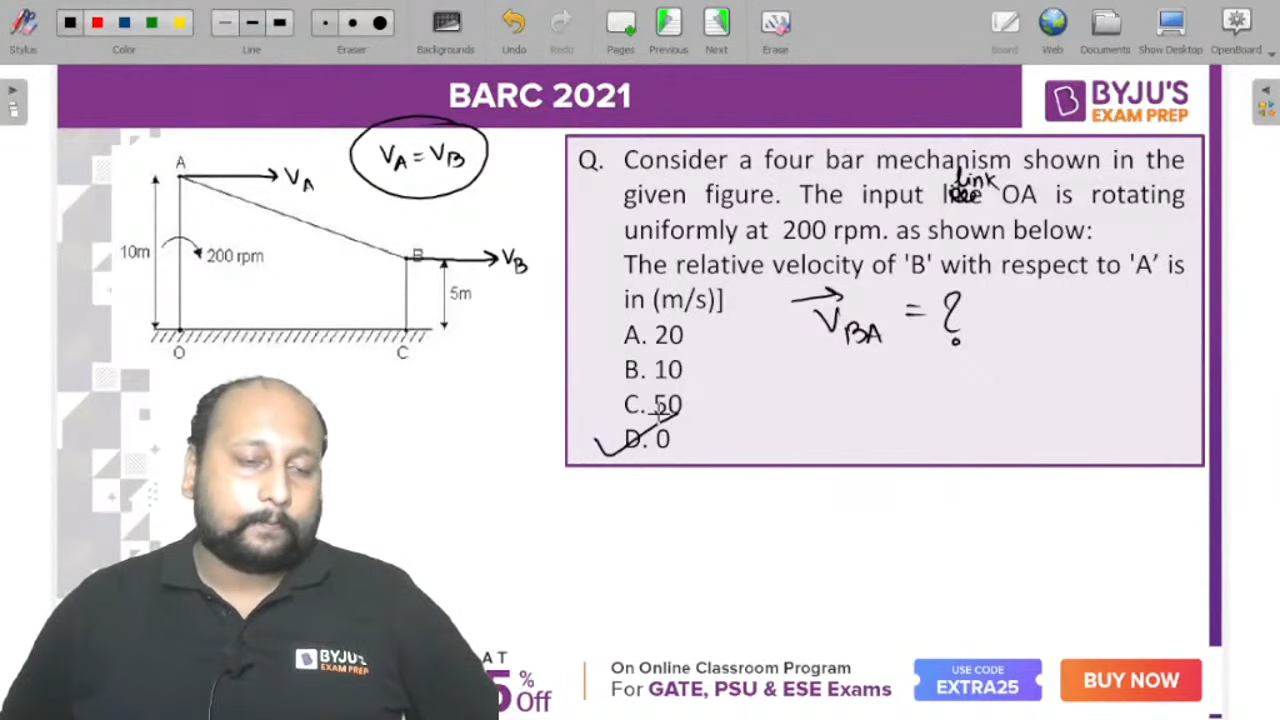 Stylus
Color
Line
Eraser
Backgrounds
Undo
Redo
Pages
Previous
Next
Erase
Board
Web
Documents
Show Desktop
OpenBoard
BARC 2021
BYJU'S
EXAM PREP
VA = VB
A
VA
10m
200 rpm
B
VB
5m
O
C
Q. Consider a four bar mechanism shown in the
given figure. The input link OA is rotating
uniformly at 200 rpm. as shown below:
The relative velocity of 'B' with respect to 'A’ is
in (m/s)]
VBA = ?
A. 20
B. 10
C. 50
D. 0
BYJU'S
EXAM PREP
AT
5% Off
On Online Classroom Program
For GATE, PSU & ESE Exams
USE CODE
EXTRA25
BUY NOW